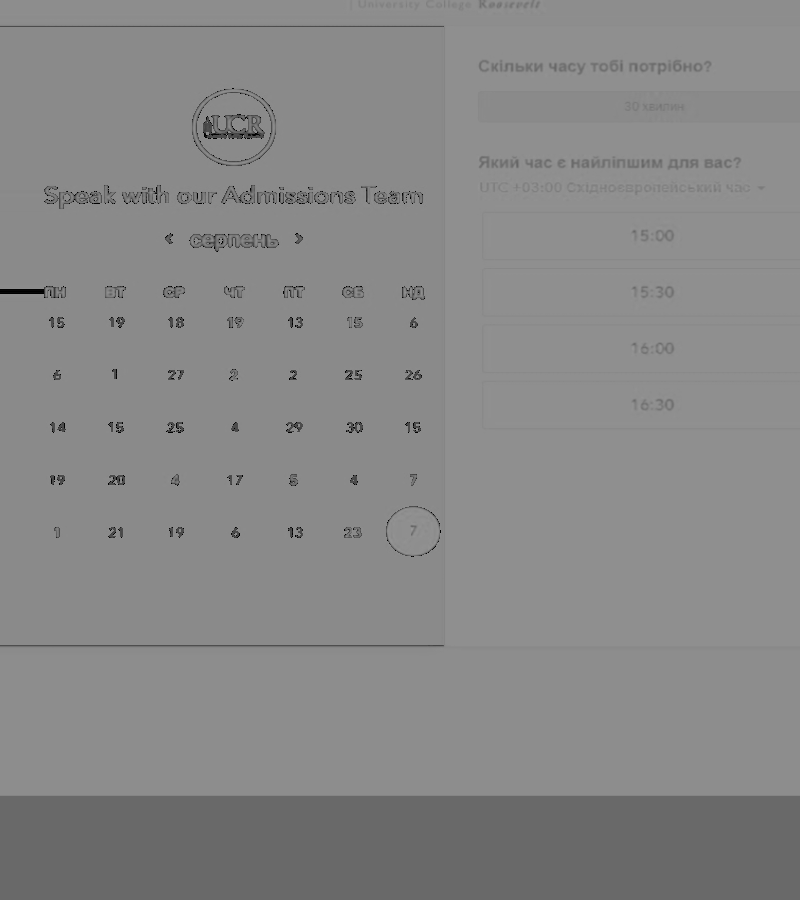 University College Roosevelt
UCR
Speak with our Admissions Team
‹ серпень ›
ПН ВТ СР ЧТ ПТ СБ НД
15 19 18 19 13 15 6
6 1 27 2 2 25 26
14 15 25 4 29 30 15
19 20 4 17 5 4 7
1 21 19 6 13 23 7
Скільки часу тобі потрібно?
30 хвилин
Який час є найліпшим для вас?
UTC +03:00 Східноєвропейський час
15:00
15:30
16:00
16:30